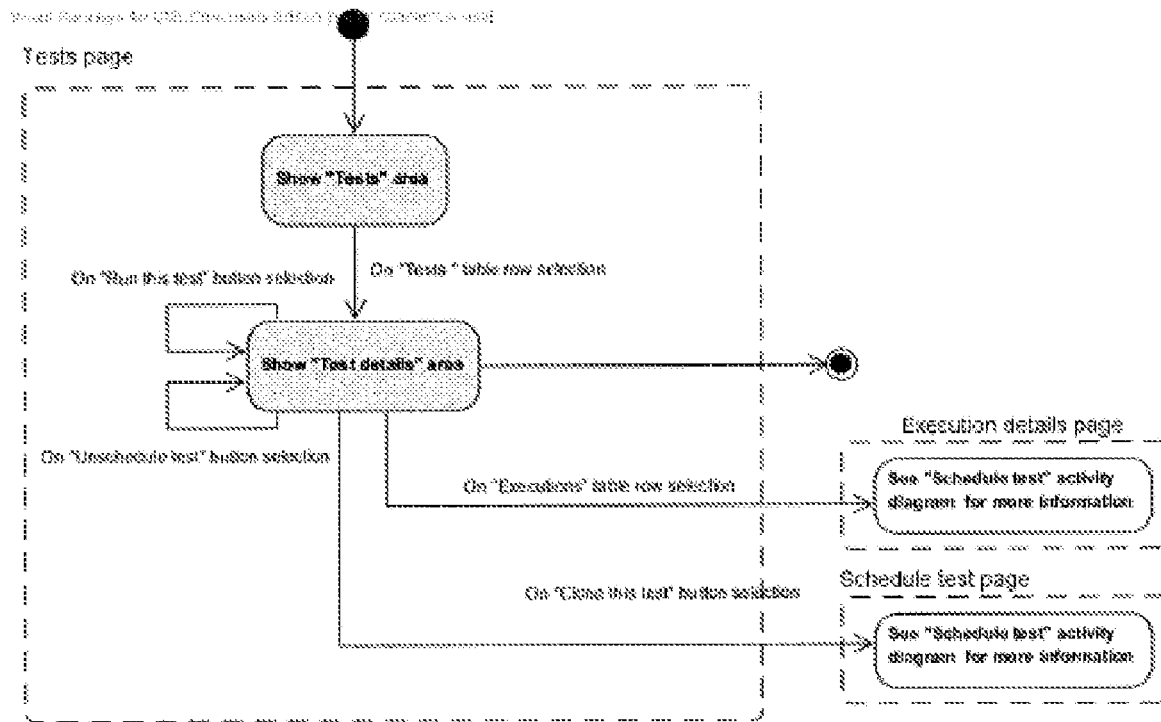 Tests page
Show "Tests" area
On "Run this test" button selection
On "Tests " table row selection
Show "Test details" area
On "Unschedule test" button selection
Execution details page
On "Executions" table row selection
See "Schedule test" activity
diagram for more information
Schedule test page
On "Clone this test" button selection
See "Schedule test" activity
diagram for more information